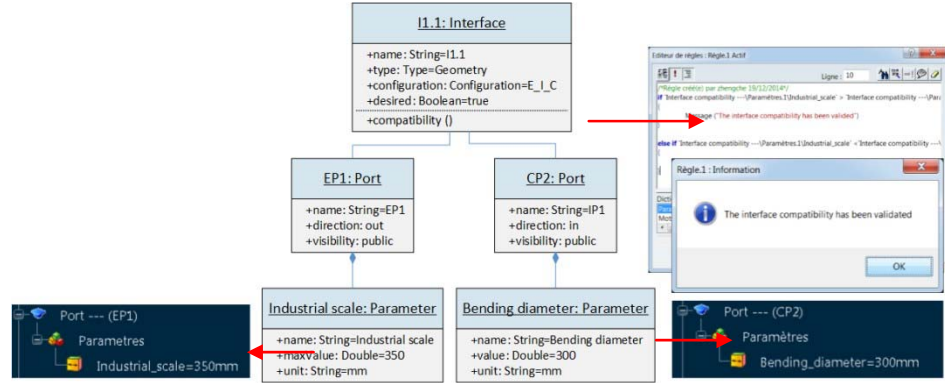 I1.1: Interface
+name: String=I1.1
+type: Type=Geometry
+configuration: Configuration=E_I_C
+desired: Boolean=true
+compatibility ()
EP1: Port
+name: String=EP1
+direction: out
+visibility: public
CP2: Port
+name: String=IP1
+direction: in
+visibility: public
Industrial scale: Parameter
+name: String=Industrial scale
+maxvalue: Double=350
+unit: String=mm
Bending diameter: Parameter
+name: String=Bending diameter
+value: Double=300
+unit: String=mm
Port --- (EP1)
Parametres
Industrial_scale=350mm
Editeur de règles : Règle.1 Actif
Ligne : 10
/*Règle créé(e) par zhengche 19/12/2014*/
if `Interface compatibility ---\Paramètres.1\Industrial_scale` > `Interface compatibility ---\Par
{
Message ("The interface compatibility has been valided")
else if `Interface compatibility ---\Paramètres.1\Industrial_scale` < `Interface compatibility ---\
{
Règle.1 : Information
The interface compatibility has been validated
OK
Port --- (CP2)
Paramètres
Bending_diameter=300mm